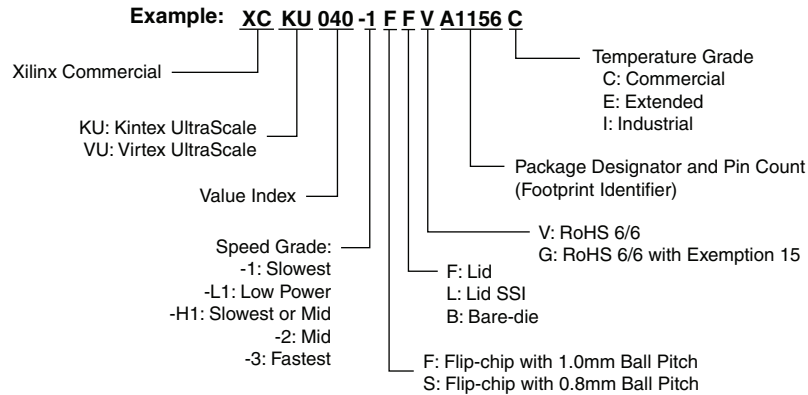 Example: XC KU 040 -1 F F V A1156 C
Xilinx Commercial
KU: Kintex UltraScale
VU: Virtex UltraScale
Value Index
Speed Grade:
-1: Slowest
-L1: Low Power
-H1: Slowest or Mid
-2: Mid
-3: Fastest
Temperature Grade
C: Commercial
E: Extended
I: Industrial
Package Designator and Pin Count
(Footprint Identifier)
V: RoHS 6/6
G: RoHS 6/6 with Exemption 15
F: Lid
L: Lid SSI
B: Bare-die
F: Flip-chip with 1.0mm Ball Pitch
S: Flip-chip with 0.8mm Ball Pitch